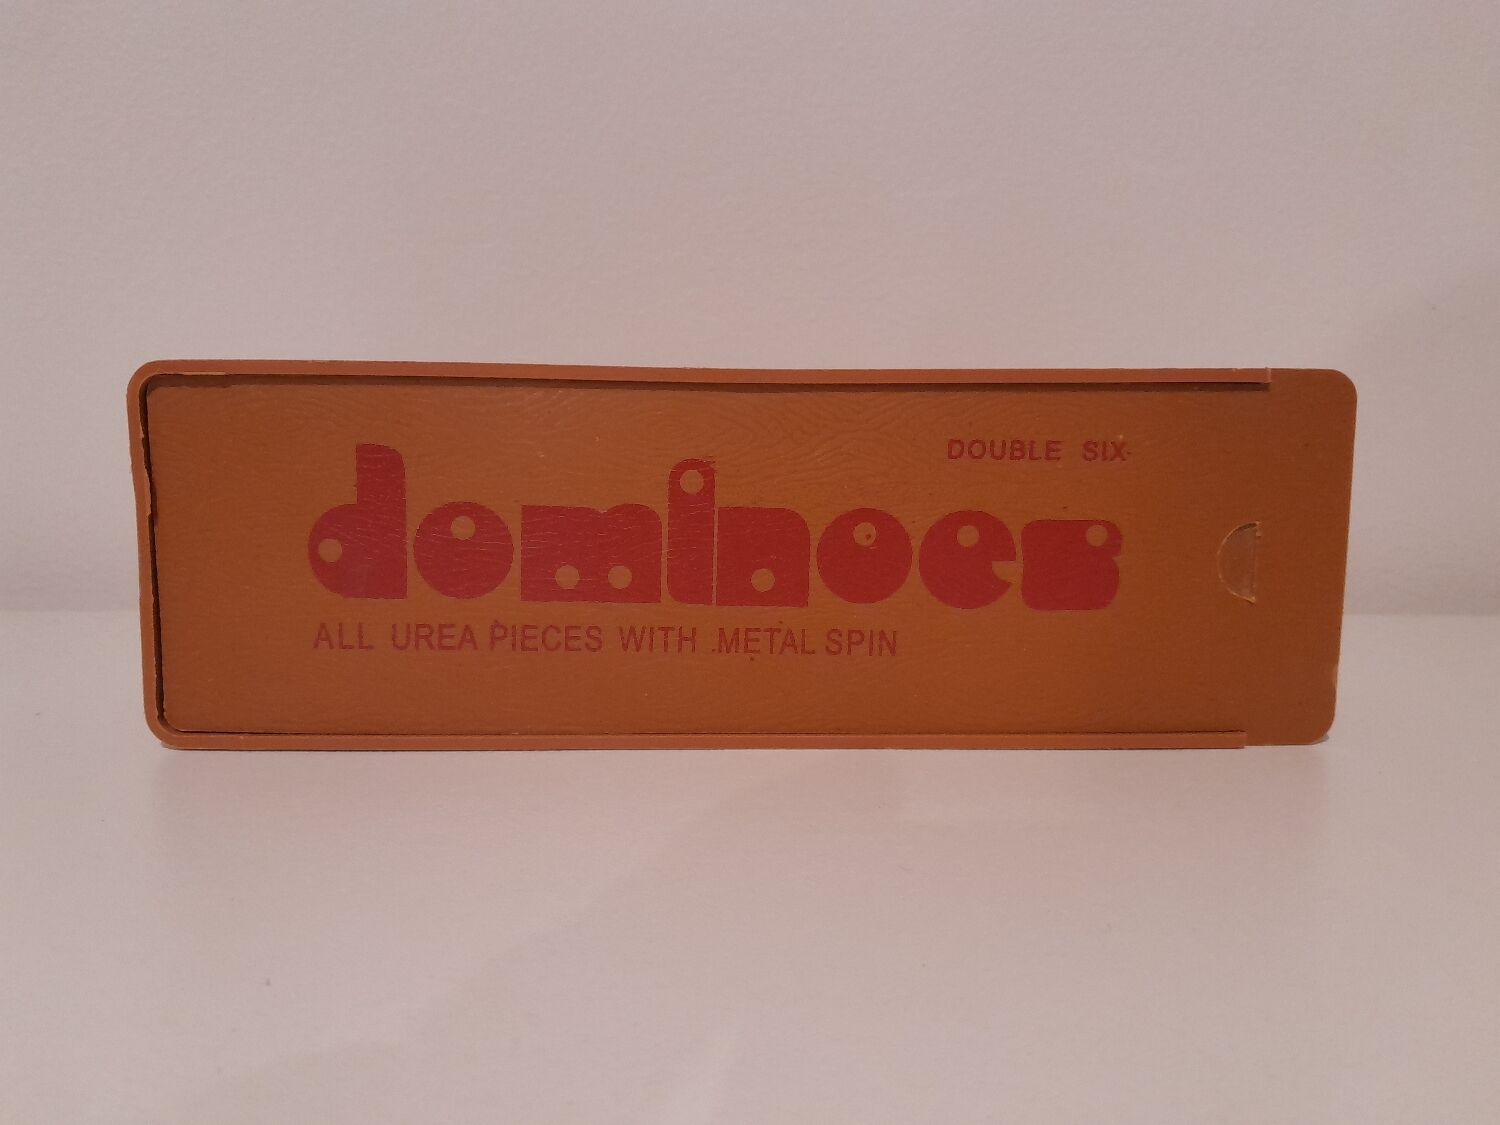 DOUBLE SIX
dominoes
ALL UREA PIECES WITH METAL SPIN